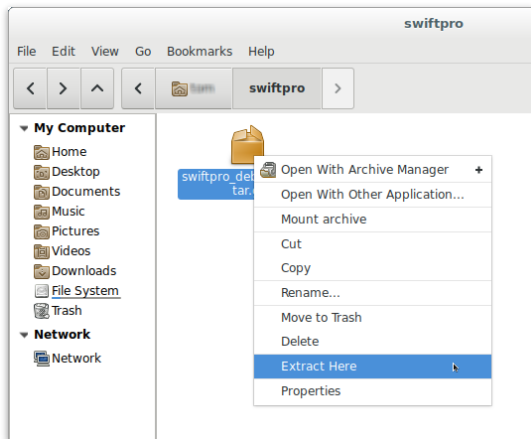 swiftpro
File Edit View Go Bookmarks Help
swiftpro
My Computer
Home
Desktop
Documents
Music
Pictures
Videos
Downloads
File System
Trash
Network
Network
Open With Archive Manager +
Open With Other Application...
Mount archive
Cut
Copy
Rename...
Move to Trash
Delete
Extract Here
Properties